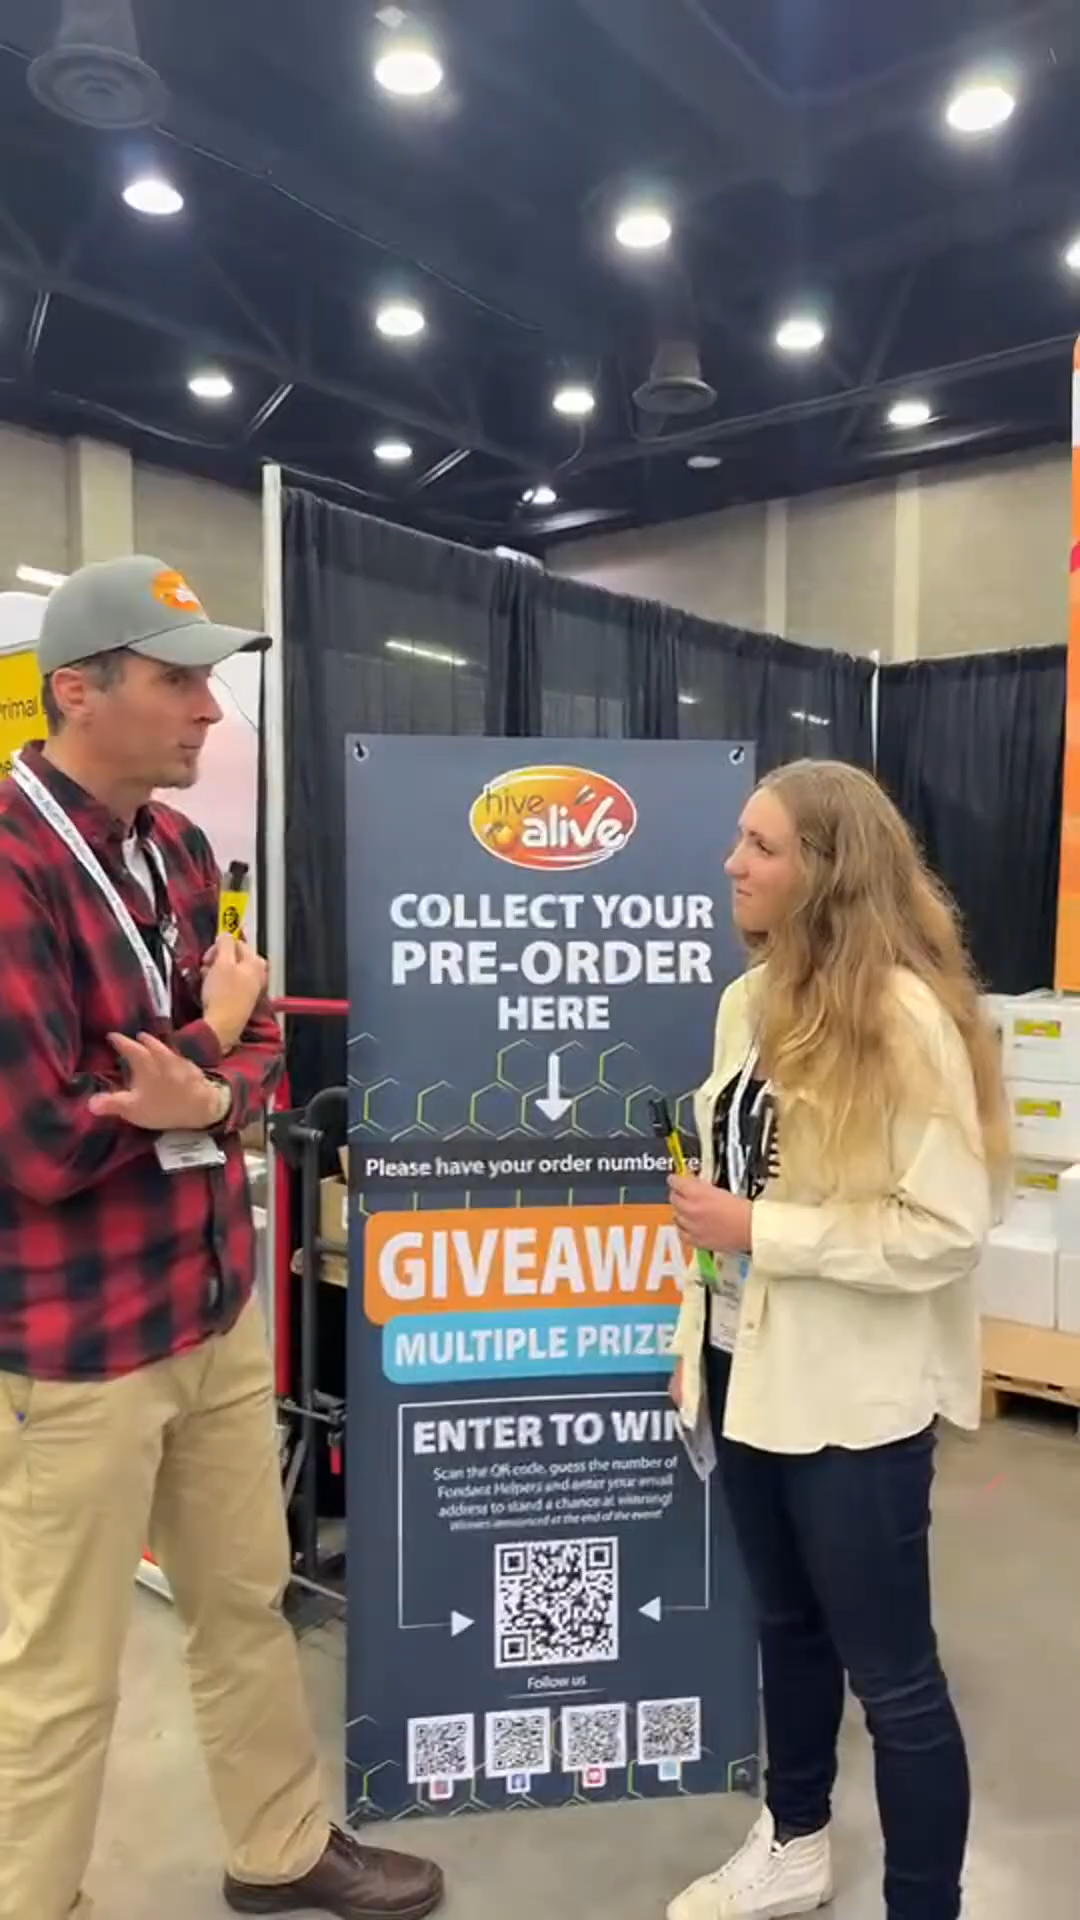 hive
alive
COLLECT YOUR
PRE-ORDER
HERE
Please have your order number re
GIVEAWA
MULTIPLE PRIZE
ENTER TO WIN
Scan the QR code, guess the number of
Fondant Helpers and enter your email
address to stand a chance at winning!
Winners announced at the end of the event!
Follow us
rimal